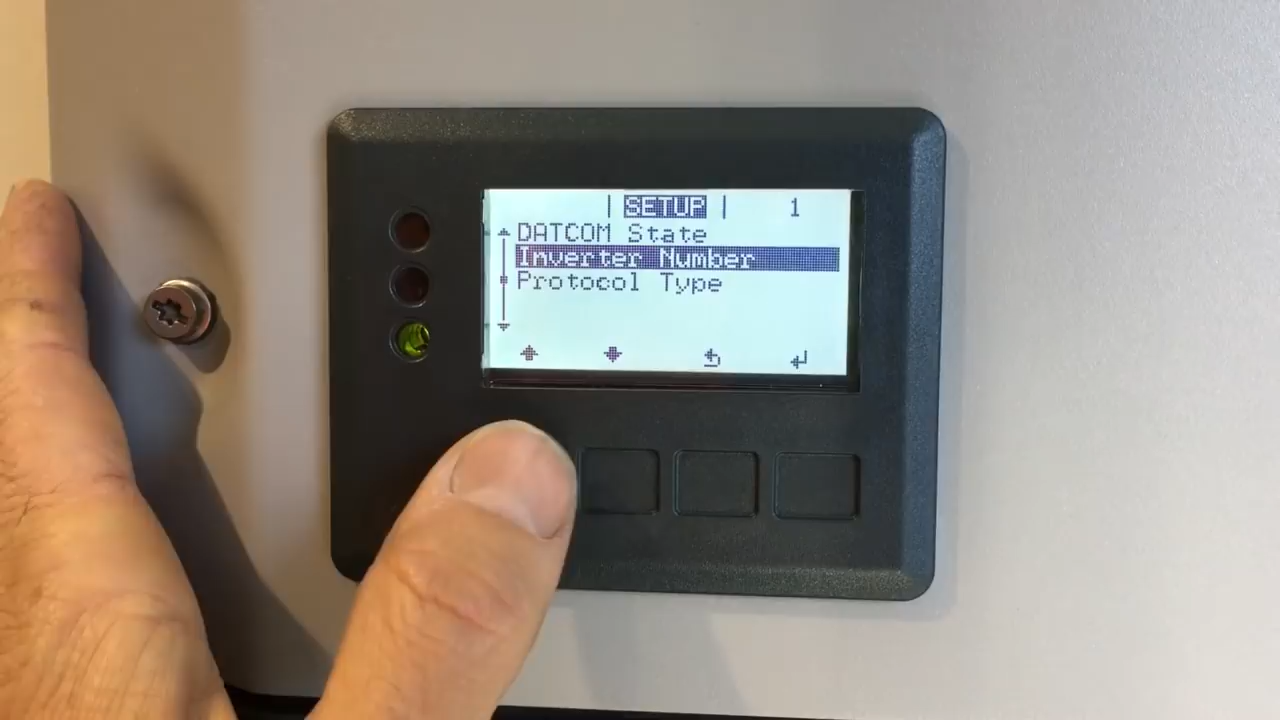 | SETUP | 1
DATCOM State
Inverter Number
Protocol Type